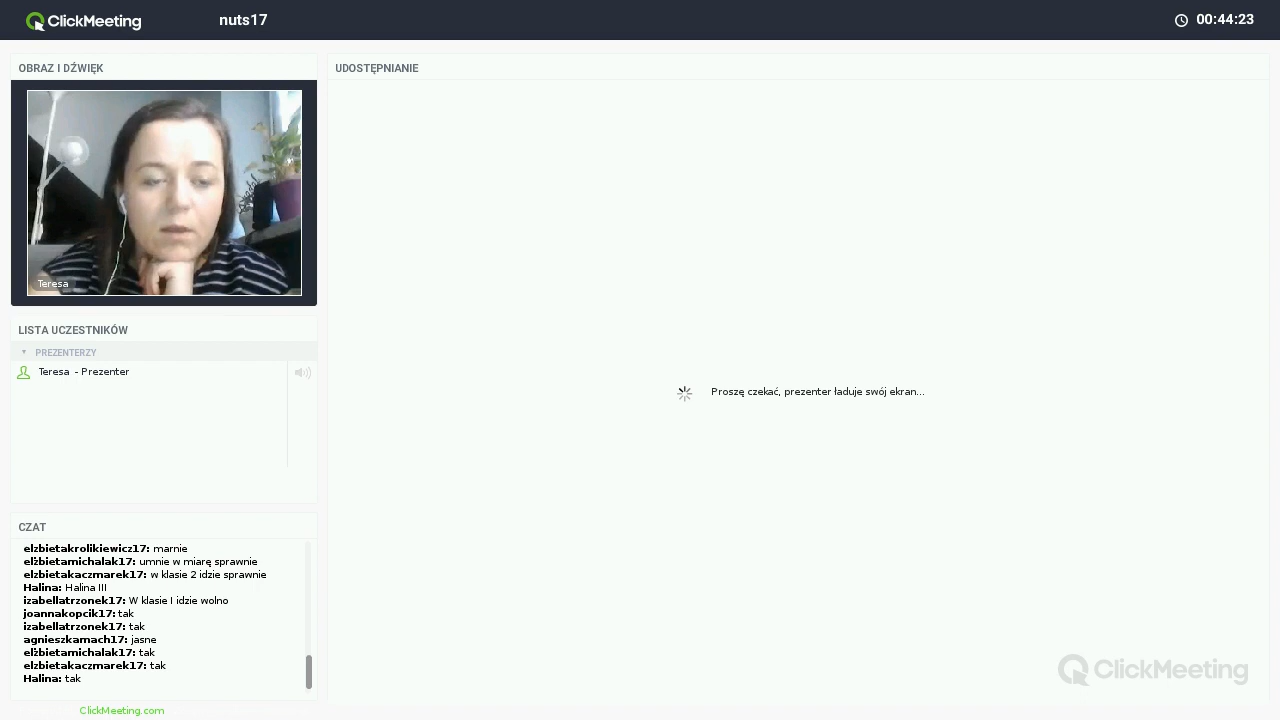 ClickMeeting
nuts17
00:44:23
OBRAZ I DŹWIĘK
Teresa
LISTA UCZESTNIKÓW
PREZENTERZY
Teresa - Prezenter
CZAT
elzbietakrolikiewicz17: marnie
elżbietamichalak17: umnie w miarę sprawnie
elzbietakaczmarek17: w klasie 2 idzie sprawnie
Halina: Halina III
izabellatrzonek17: W klasie I idzie wolno
joannakopcik17: tak
izabellatrzonek17: tak
agnieszkamach17: jasne
elżbietamichalak17: tak
elzbietakaczmarek17: tak
Halina: tak
ClickMeeting.com
UDOSTĘPNIANIE
Proszę czekać, prezenter ładuje swój ekran...
ClickMeeting